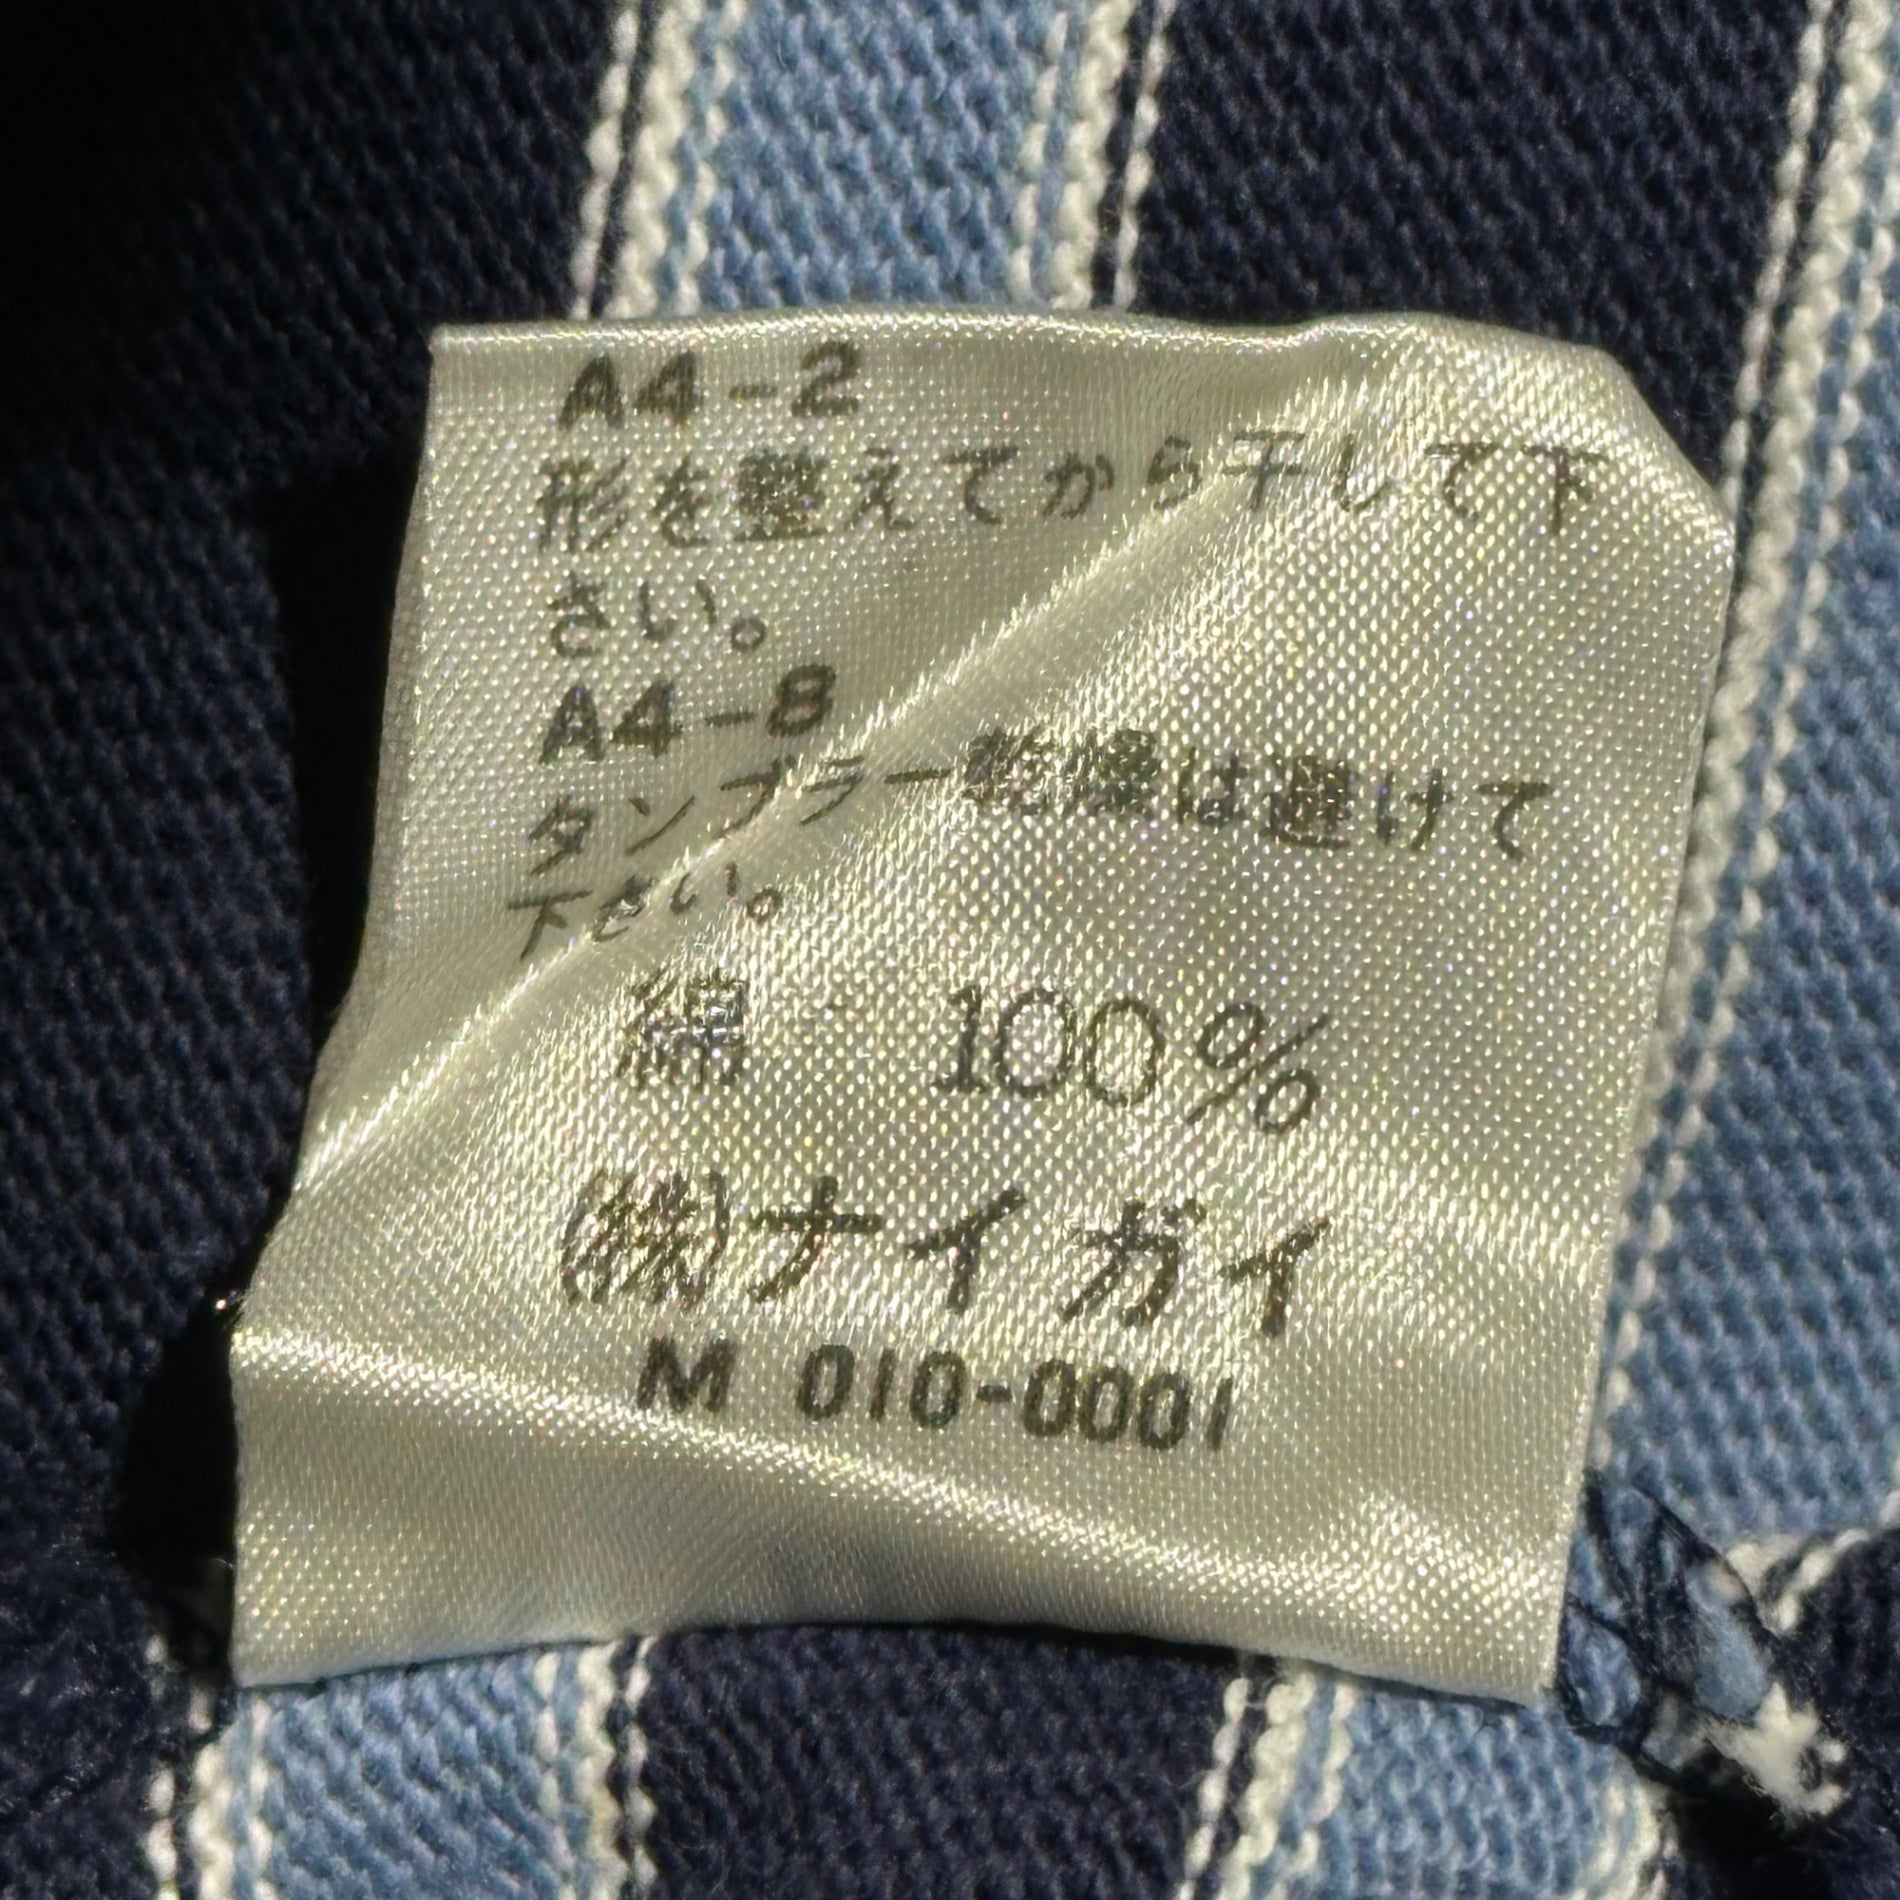 A4-2
形を整えてから干して下
さい。
A4-8
タンブラー乾燥は避けて
下さい。
綿 100%
(株)ナイガイ
M 010-0001